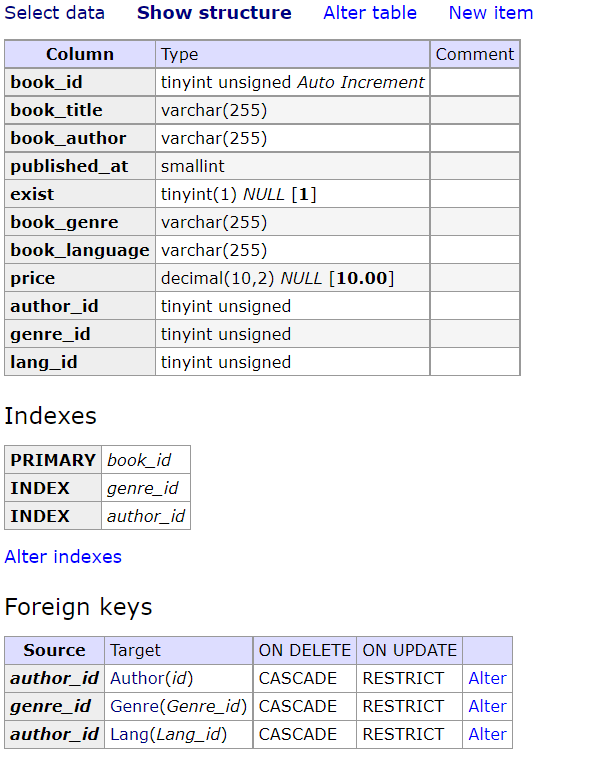 Select data Show structure Alter table New item
Column Type Comment
book_id tinyint unsigned Auto Increment
book_title varchar(255)
book_author varchar(255)
published_at smallint
exist tinyint(1) NULL [1]
book_genre varchar(255)
book_language varchar(255)
price decimal(10,2) NULL [10.00]
author_id tinyint unsigned
genre_id tinyint unsigned
lang_id tinyint unsigned
Indexes
PRIMARY book_id
INDEX genre_id
INDEX author_id
Alter indexes
Foreign keys
Source Target ON DELETE ON UPDATE
author_id Author(id) CASCADE RESTRICT Alter
genre_id Genre(Genre_id) CASCADE RESTRICT Alter
author_id Lang(Lang_id) CASCADE RESTRICT Alter